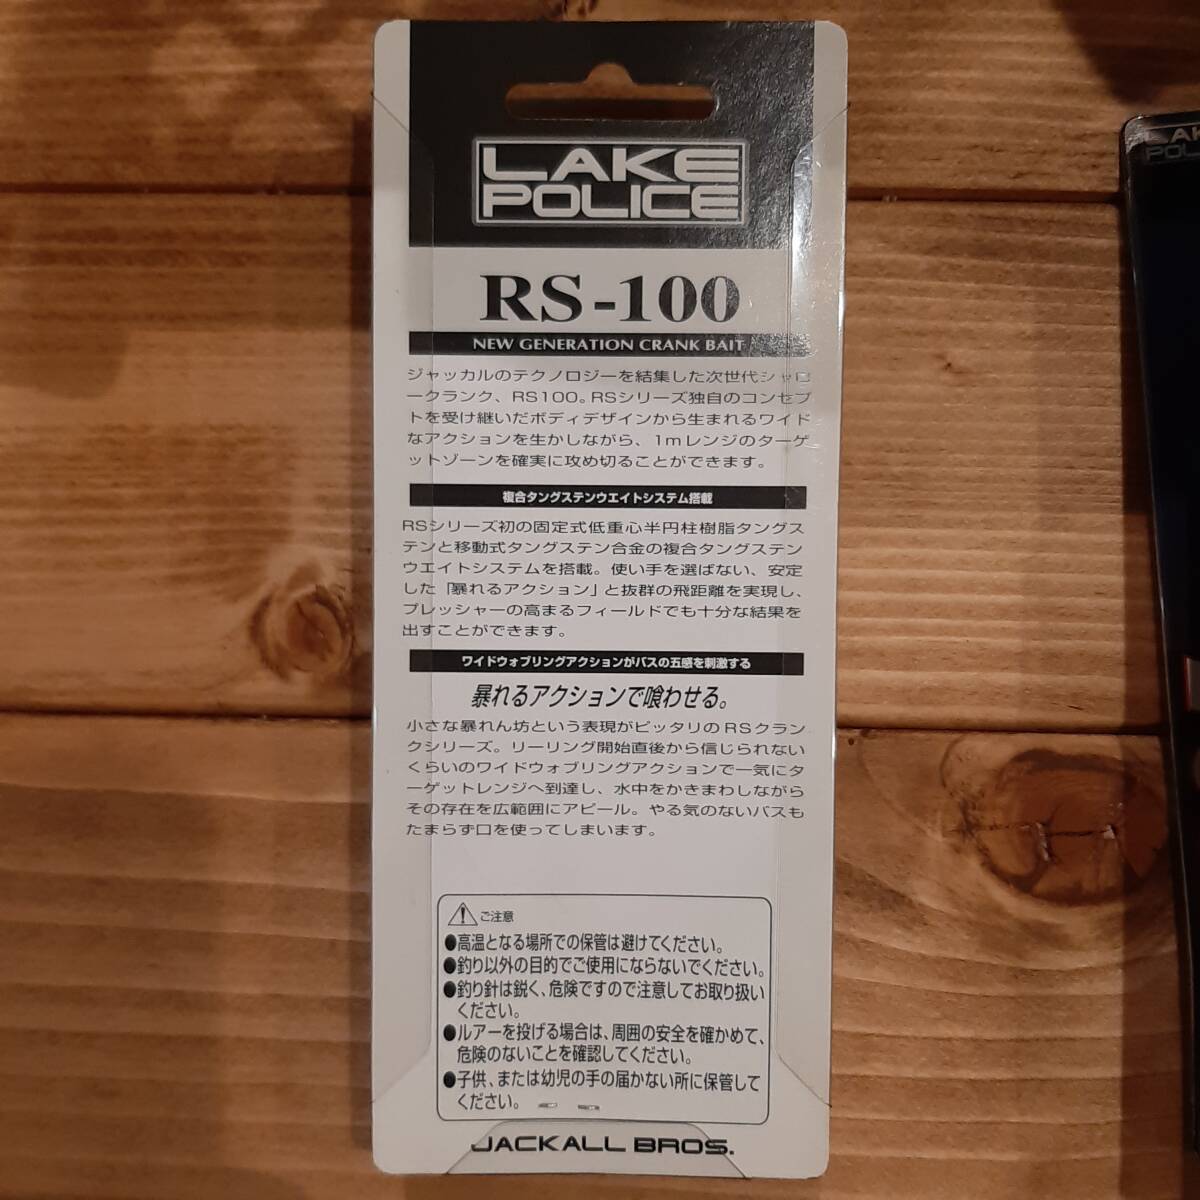 LAKE
POLICE
RS-100
NEW GENERATION CRANK BAIT
ジャッカルのテクノロジーを結集した次世代シャロ
ークランク、RS100。RSシリーズ独自のコンセプ
トを受け継いだボディデザインから生まれるワイド
なアクションを生かしながら、1mレンジのターゲ
ットゾーンを確実に攻め切ることができます。
複合タングステンウエイトシステム搭載
RSシリーズ初の固定式低重心半円柱樹脂タングス
テンと移動式タングステン合金の複合タングステン
ウエイトシステムを搭載。使い手を選ばない、安定
した「暴れるアクション」と抜群の飛距離を実現し、
プレッシャーの高まるフィールドでも十分な結果を
出すことができます。
ワイドウォブリングアクションがバスの五感を刺激する
暴れるアクションで喰わせる。
小さな暴れん坊という表現がピッタリのRSクラン
クシリーズ。リーリング開始直後から信じられない
くらいのワイドウォブリングアクションで一気にタ
ーゲットレンジへ到達し、水中をかきまわしながら
その存在を広範囲にアピール。やる気のないバスも
たまらず口を使ってしまいます。
ご注意
●高温となる場所での保管は避けてください。
●釣り以外の目的でご使用にならないでください。
●釣り針は鋭く、危険ですので注意してお取り扱い
ください。
●ルアーを投げる場合は、周囲の安全を確かめて、
危険のないことを確認してください。
●子供、または幼児の手の届かない所に保管して
ください。
JACKALL BROS.